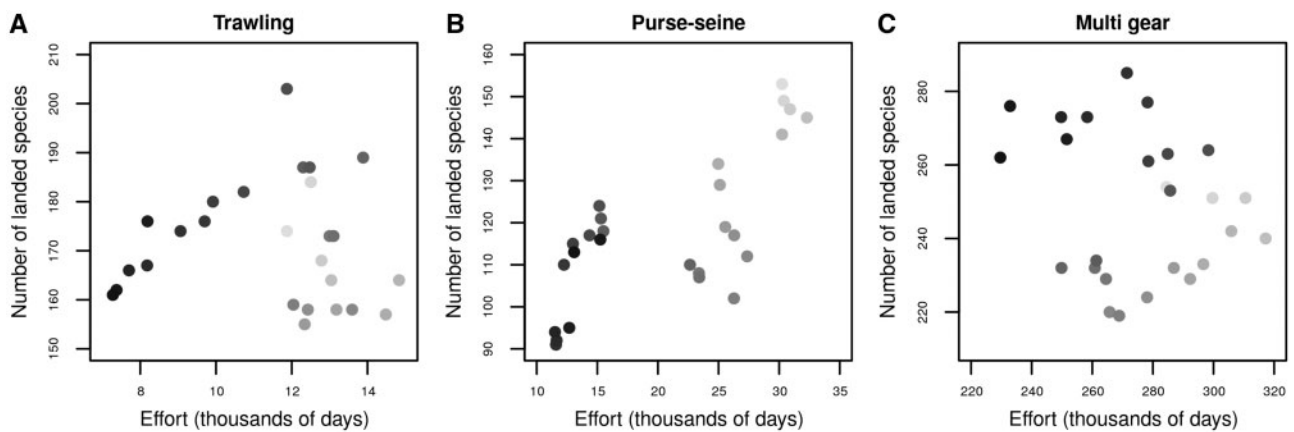 A Trawling
Number of landed species
210
200
190
180
170
160
150
8 10 12 14
Effort (thousands of days)
B Purse-seine
Number of landed species
160
150
140
130
120
110
90
10 15 20 25 30 35
Effort (thousands of days)
C Multi gear
Number of landed species
280
260
240
220
220 240 260 280 300 320
Effort (thousands of days)